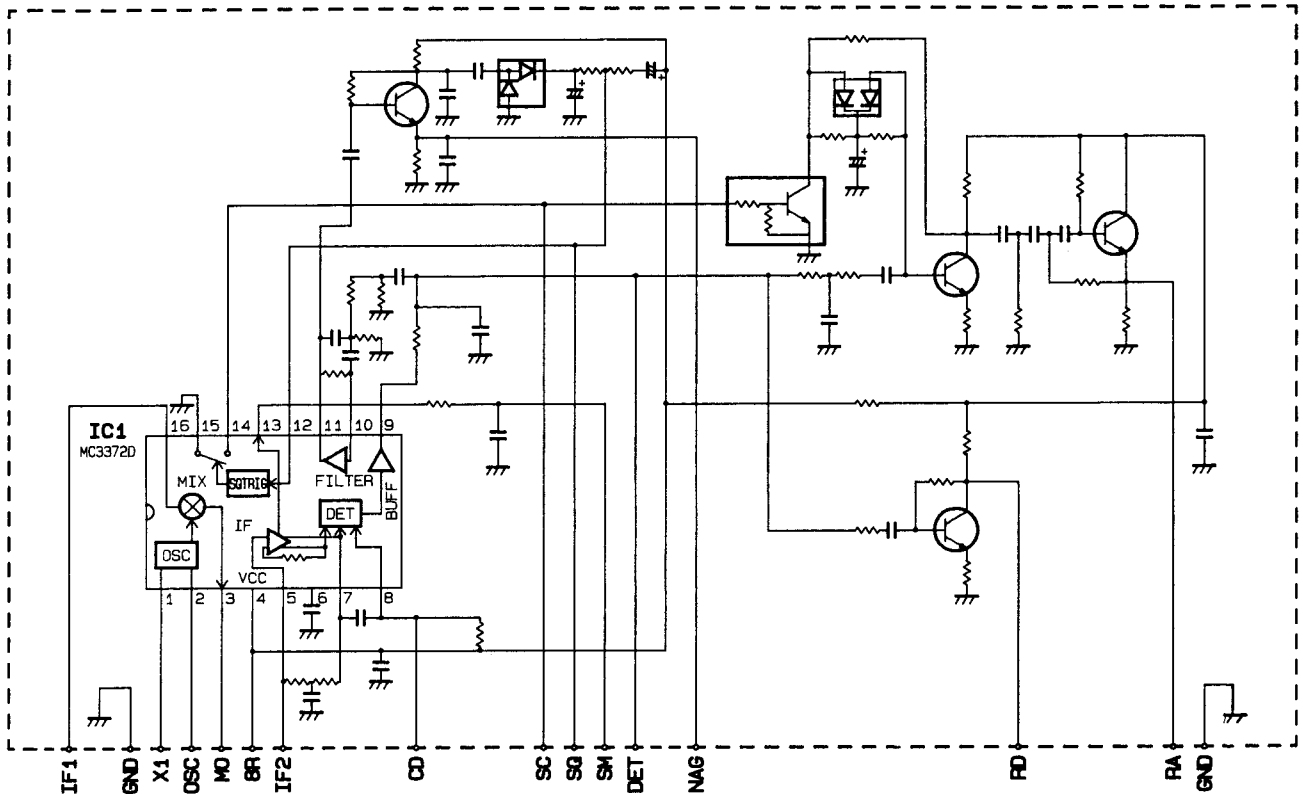 IC1
MC3372D
16 15 14 13 12 11 10 9
MIX
SQTRIG
FILTER
BUFF
IF
DET
OSC
VCC
1 2 3 4 5 6 7 8
+
+
+
IF1 GND X1 OSC MO 8R IF2 CD SC SQ SM DET NAG RD RA GND